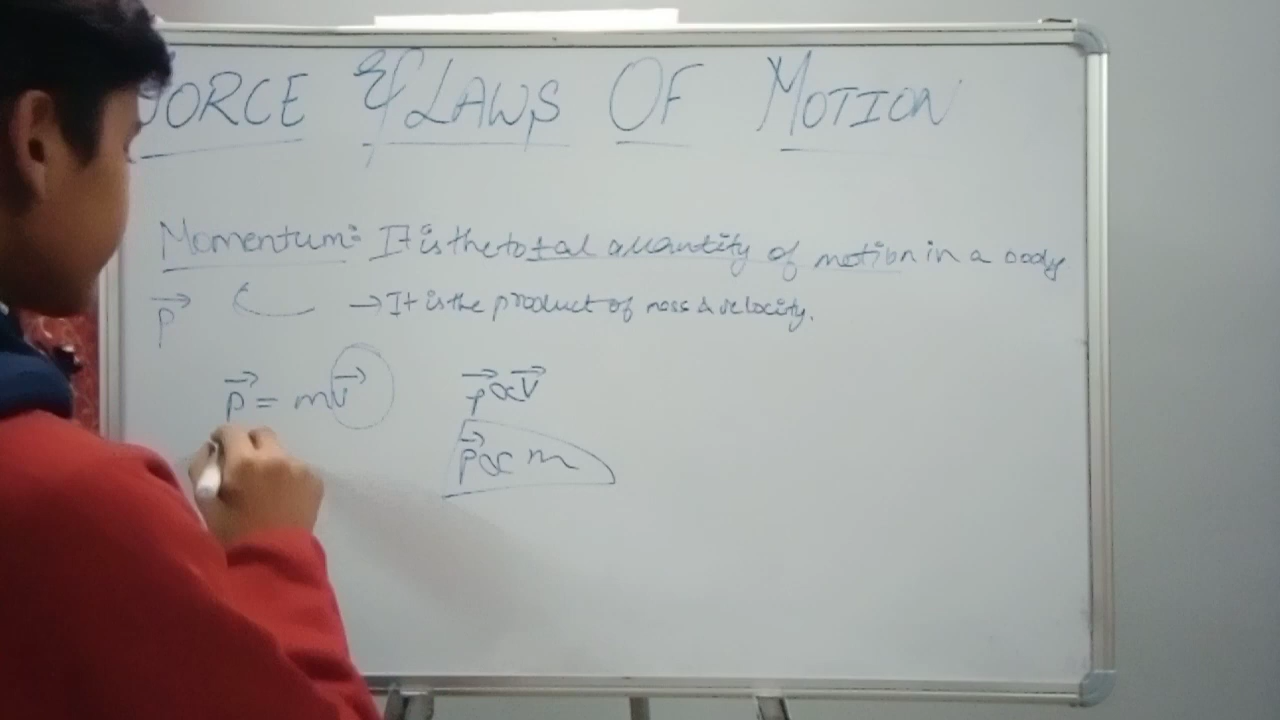 FORCE & LAWS OF MOTION
Momentum: It is the total quantity of motion in a body
p⃗ → It is the product of mass & velocity.
p⃗ = mv⃗
p⃗ ∝ v⃗
p⃗ ∝ m